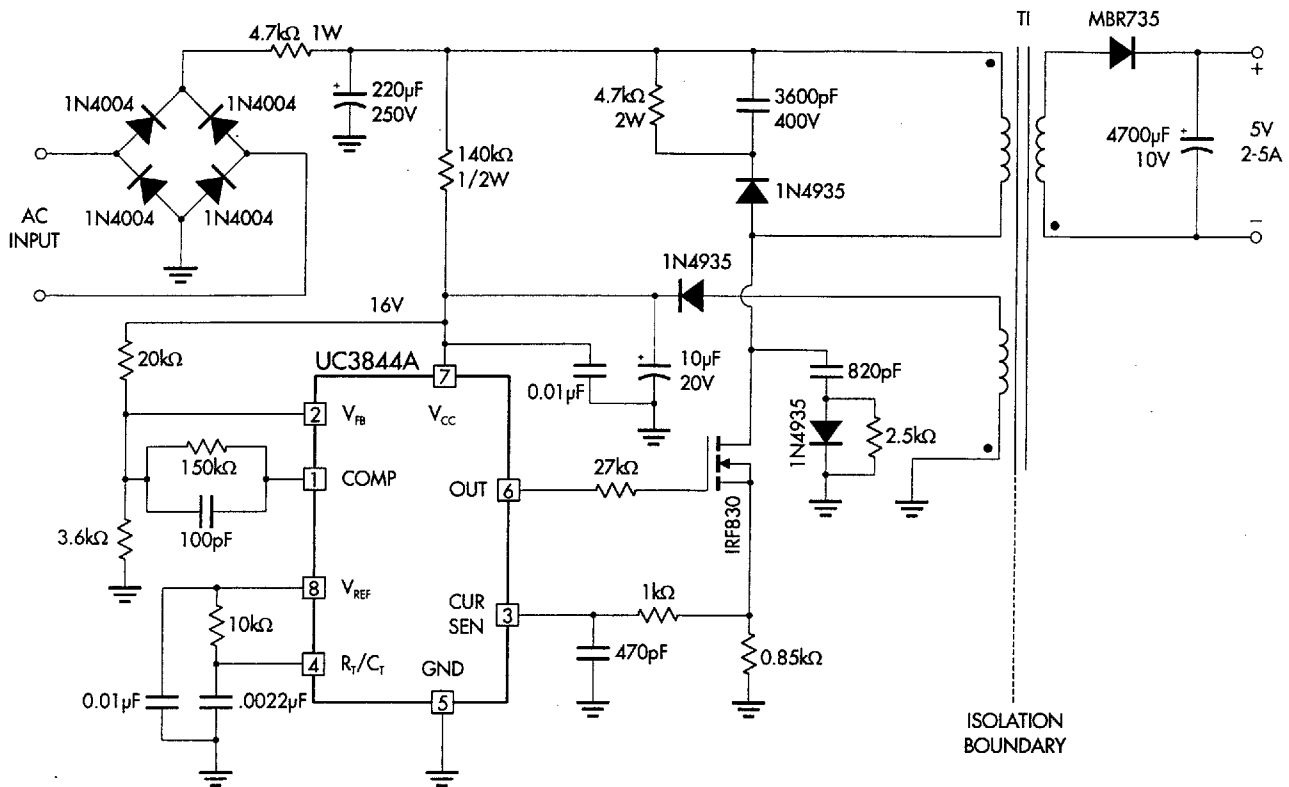 4.7kΩ 1W
TI
MBR735
1N4004
1N4004
220µF
250V
4.7kΩ
2W
3600pF
400V
4700µF
10V
+
5V
2-5A
−
140kΩ
1/2W
1N4935
1N4004
1N4004
AC
INPUT
1N4935
16V
20kΩ
UC3844A
7
VCC
0.01µF
10µF
20V
820pF
1N4935
2.5kΩ
2
VFB
150kΩ
100pF
1
COMP
OUT
6
27kΩ
IRF830
3.6kΩ
8
VREF
10kΩ
CUR
SEN
3
1kΩ
470pF
0.85kΩ
4
RT/CT
GND
5
0.01µF
.0022µF
ISOLATION
BOUNDARY